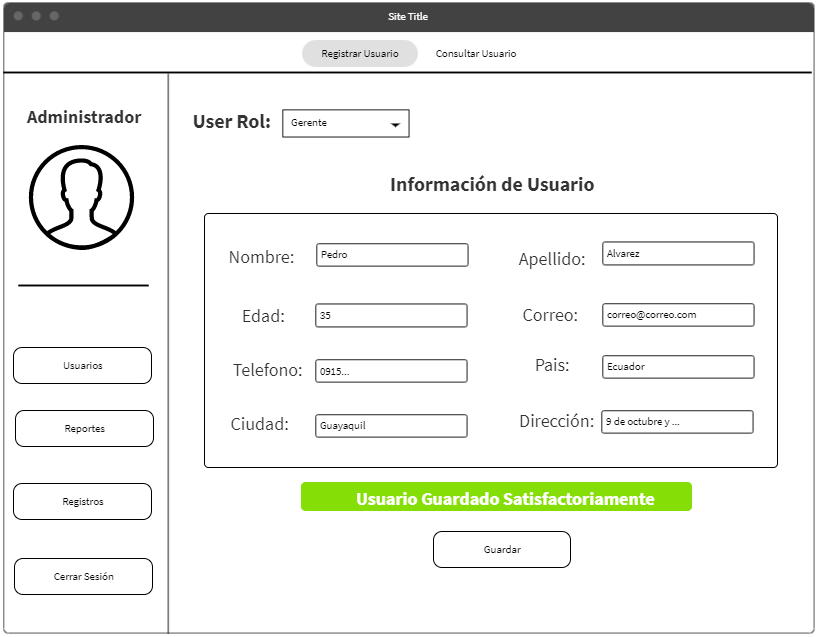 Site Title
Registrar Usuario
Consultar Usuario
Administrador
Usuarios
Reportes
Registros
Cerrar Sesión
User Rol:
Gerente
Información de Usuario
Nombre:
Pedro
Apellido:
Alvarez
Edad:
35
Correo:
correo@correo.com
Telefono:
0915...
Pais:
Ecuador
Ciudad:
Guayaquil
Dirección:
9 de octubre y ...
Usuario Guardado Satisfactoriamente
Guardar